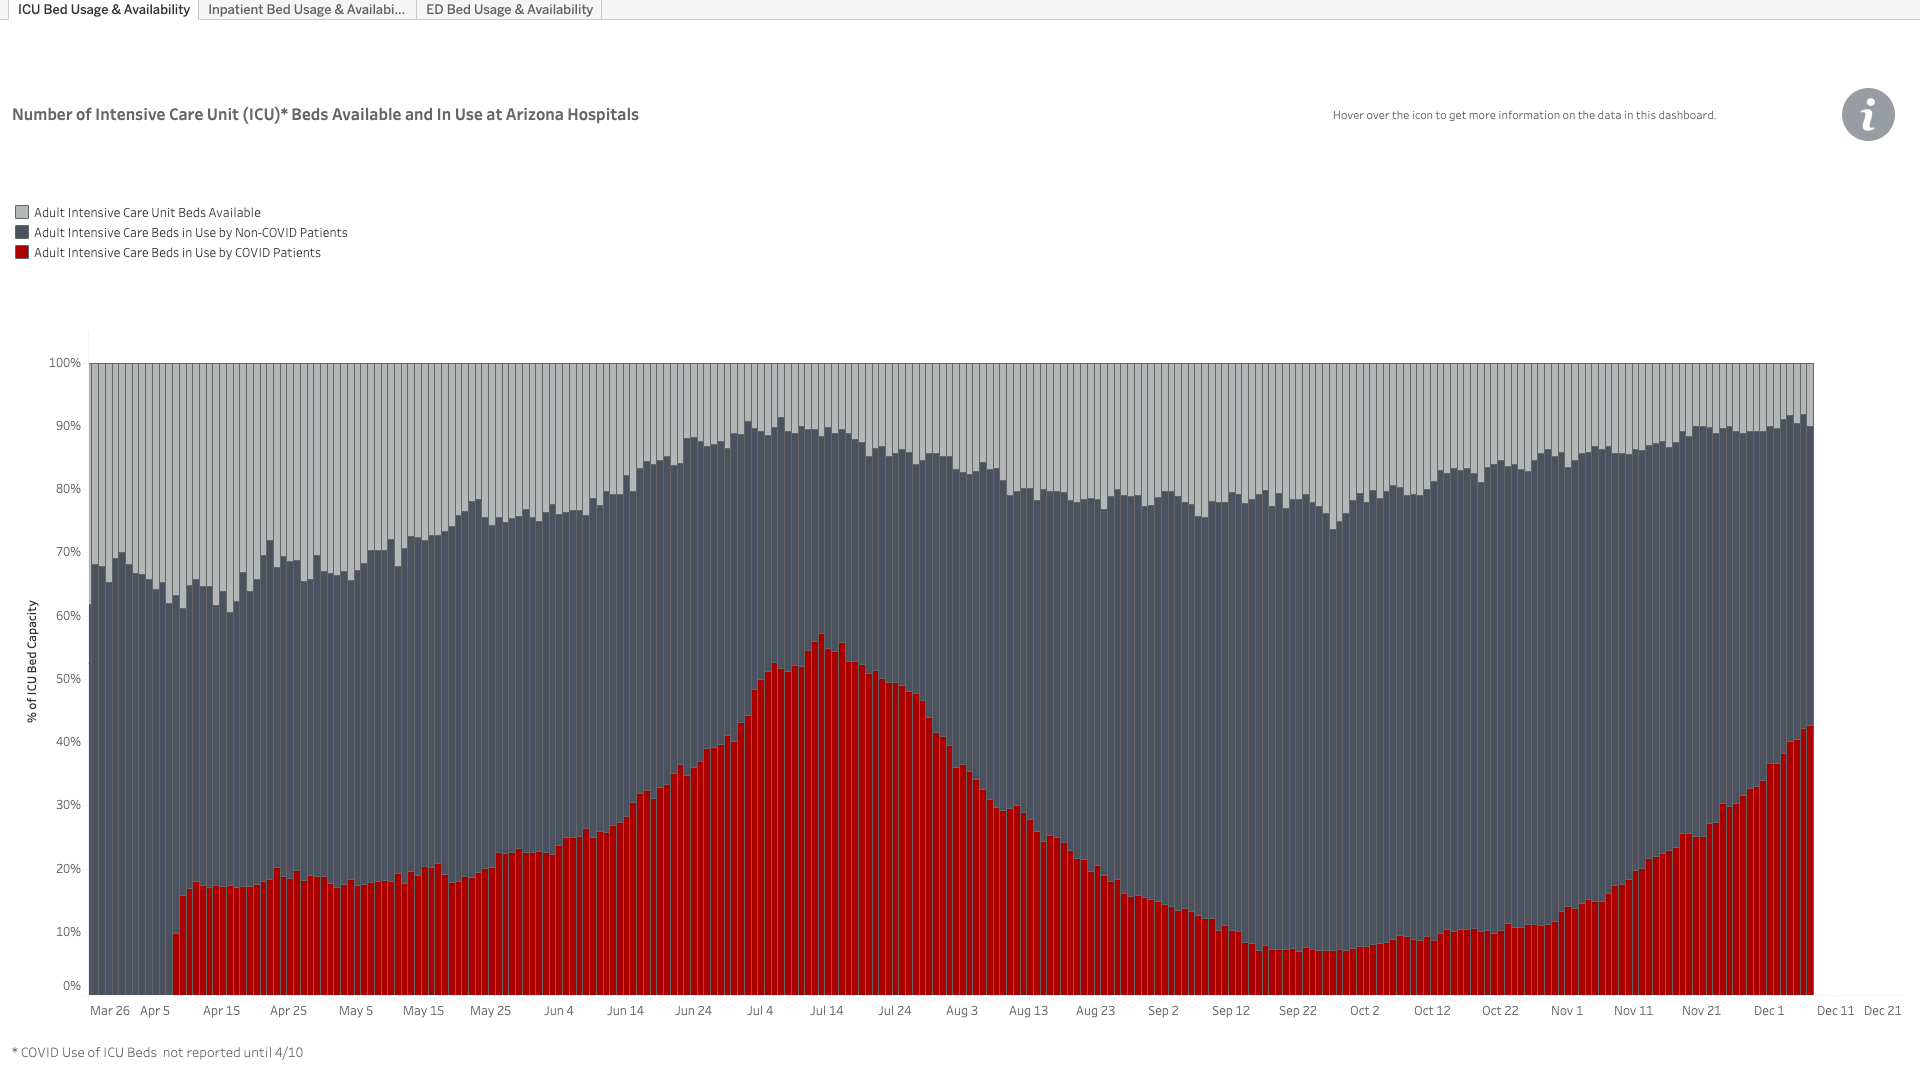 ICU Bed Usage & Availability
Inpatient Bed Usage & Availabi...
ED Bed Usage & Availability
Number of Intensive Care Unit (ICU)* Beds Available and In Use at Arizona Hospitals
Hover over the icon to get more information on the data in this dashboard.
i
Adult Intensive Care Unit Beds Available
Adult Intensive Care Beds in Use by Non-COVID Patients
Adult Intensive Care Beds in Use by COVID Patients
% of ICU Bed Capacity
100%
90%
80%
70%
60%
50%
40%
30%
20%
10%
0%
Mar 26 Apr 5 Apr 15 Apr 25 May 5 May 15 May 25 Jun 4 Jun 14 Jun 24 Jul 4 Jul 14 Jul 24 Aug 3 Aug 13 Aug 23 Sep 2 Sep 12 Sep 22 Oct 2 Oct 12 Oct 22 Nov 1 Nov 11 Nov 21 Dec 1 Dec 11 Dec 21
* COVID Use of ICU Beds  not reported until 4/10